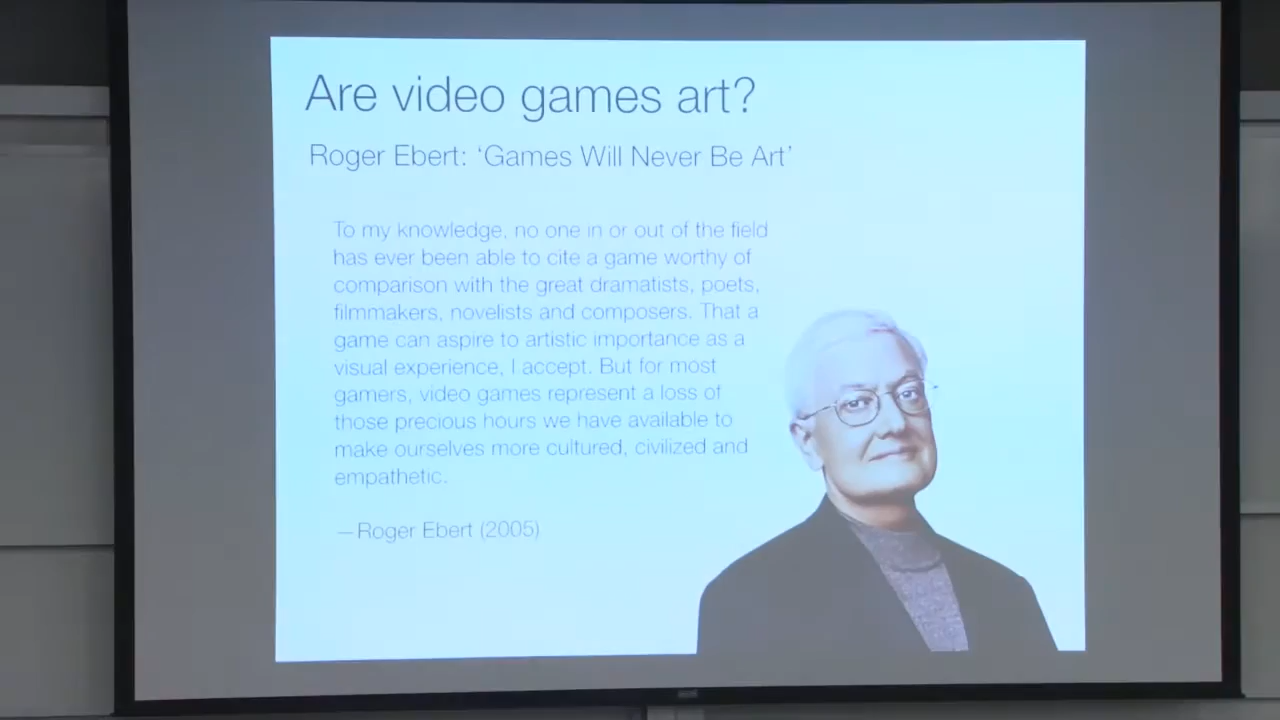 Are video games art?
Roger Ebert: ‘Games Will Never Be Art’
To my knowledge, no one in or out of the field
has ever been able to cite a game worthy of
comparison with the great dramatists, poets,
filmmakers, novelists and composers. That a
game can aspire to artistic importance as a
visual experience, I accept. But for most
gamers, video games represent a loss of
those precious hours we have available to
make ourselves more cultured, civilized and
empathetic.
—Roger Ebert (2005)